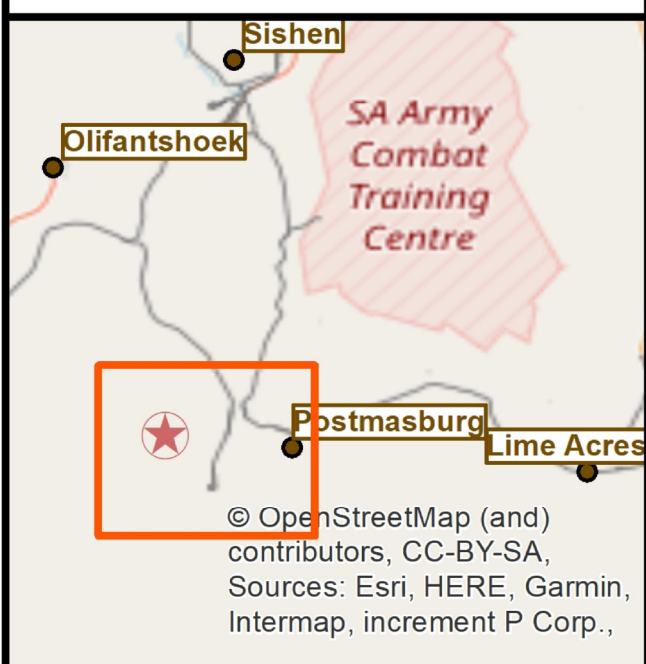 Sishen
SA Army
Combat
Training
Centre
Olifantshoek
Postmasburg
Lime Acres
© OpenStreetMap (and)
contributors, CC-BY-SA,
Sources: Esri, HERE, Garmin,
Intermap, increment P Corp.,